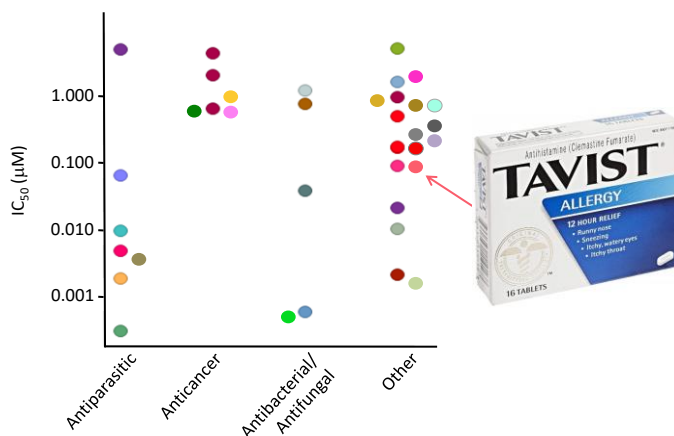 IC50 (µM)
1.000
0.100
0.010
0.001
Antiparasitic
Anticancer
Antibacterial/
Antifungal
Other
TAVIST
Antihistamine (Clemastine Fumarate)
TAVIST®
ALLERGY
12 HOUR RELIEF
• Runny nose
• Sneezing
• Itchy, watery eyes
• Itchy throat
16 TABLETS